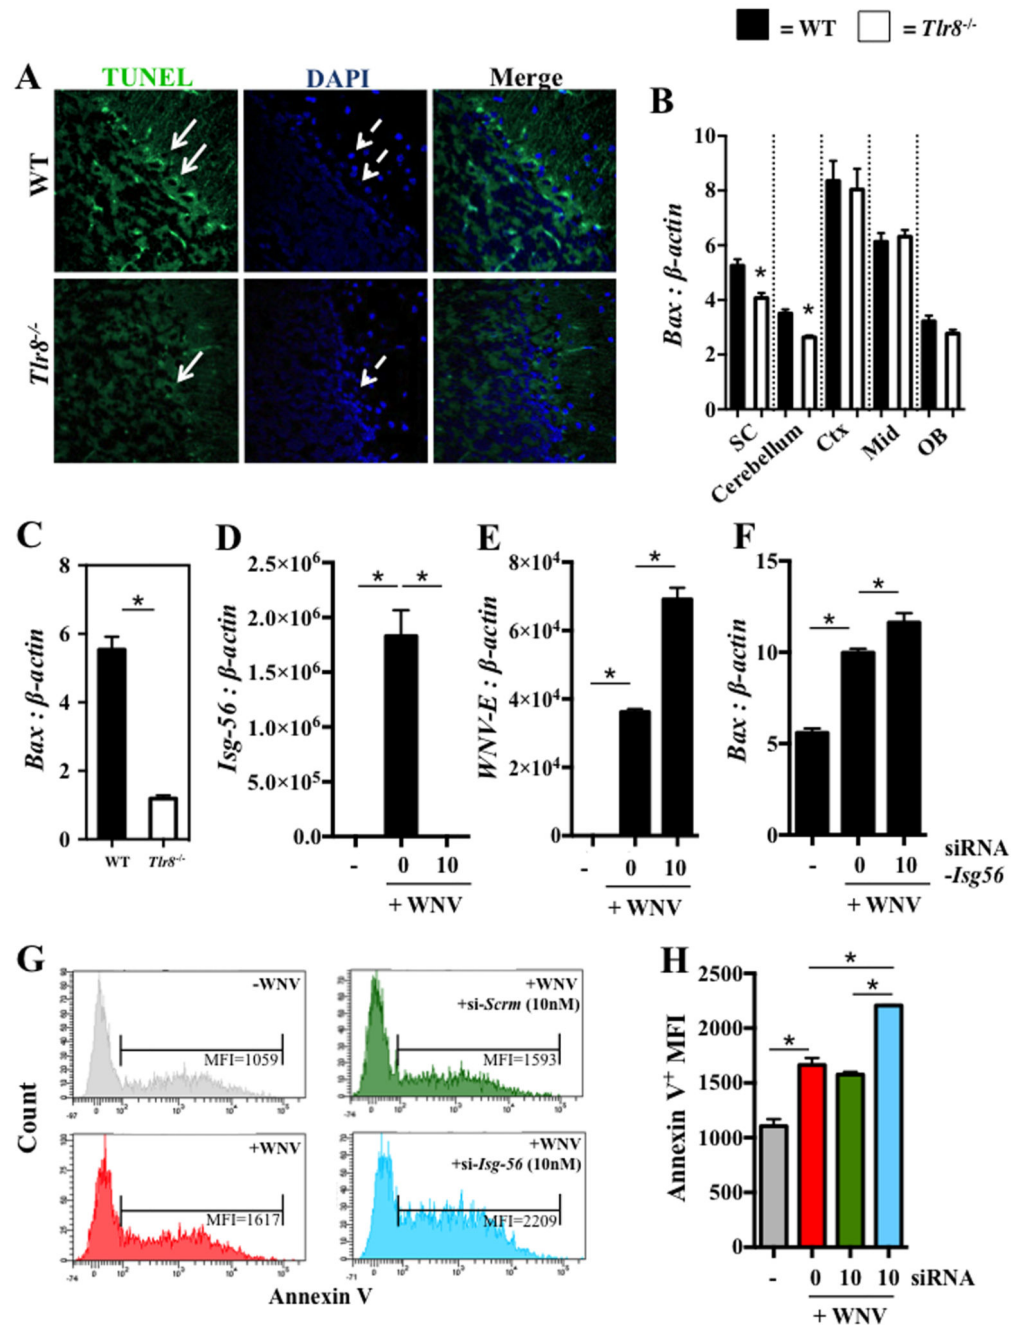 = WT = Tlr8-/-
A TUNEL DAPI Merge
WT
Tlr8-/-
B
Bax : β-actin
10
8
6
4
2
0
* *
SC Cerebellum Ctx Mid OB
C
Bax : β-actin
8
6
4
2
0
*
WT Tlr8-/-
D
Isg-56 : β-actin
2.5×10⁶
2.0×10⁶
1.5×10⁶
1.0×10⁶
5.0×10⁵
0.0
* *
- 0 10
+ WNV
E
WNV-E : β-actin
8×10⁴
6×10⁴
4×10⁴
2×10⁴
0
* *
- 0 10
+ WNV
F
Bax : β-actin
15
10
5
0
* *
- 0 10
+ WNV
siRNA
-Isg56
G
Count
-WNV
MFI=1059
+WNV
+si-Scrm (10nM)
MFI=1593
+WNV
MFI=1617
+WNV
+si-Isg-56 (10nM)
MFI=2209
Annexin V
H
Annexin V⁺ MFI
2500
2000
1500
1000
500
0
* * *
- 0 10 10 siRNA
+ WNV